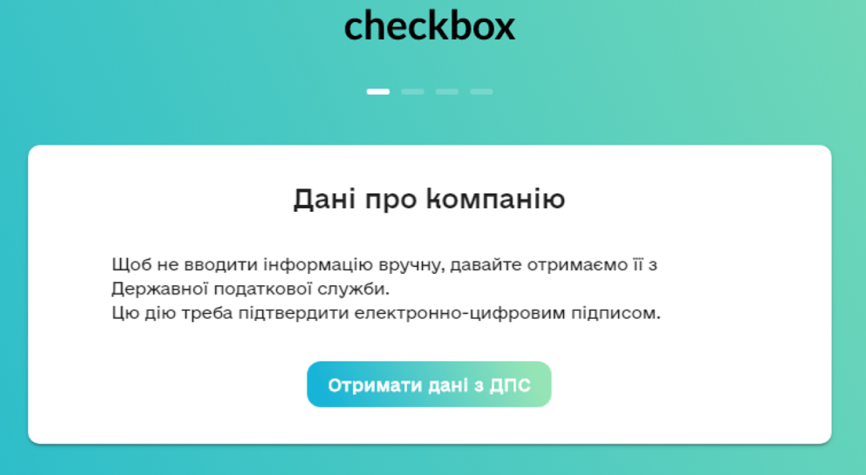 checkbox
Дані про компанію
Щоб не вводити інформацію вручну, давайте отримаємо її з
Державної податкової служби.
Цю дію треба підтвердити електронно-цифровим підписом.
Отримати дані з ДПС